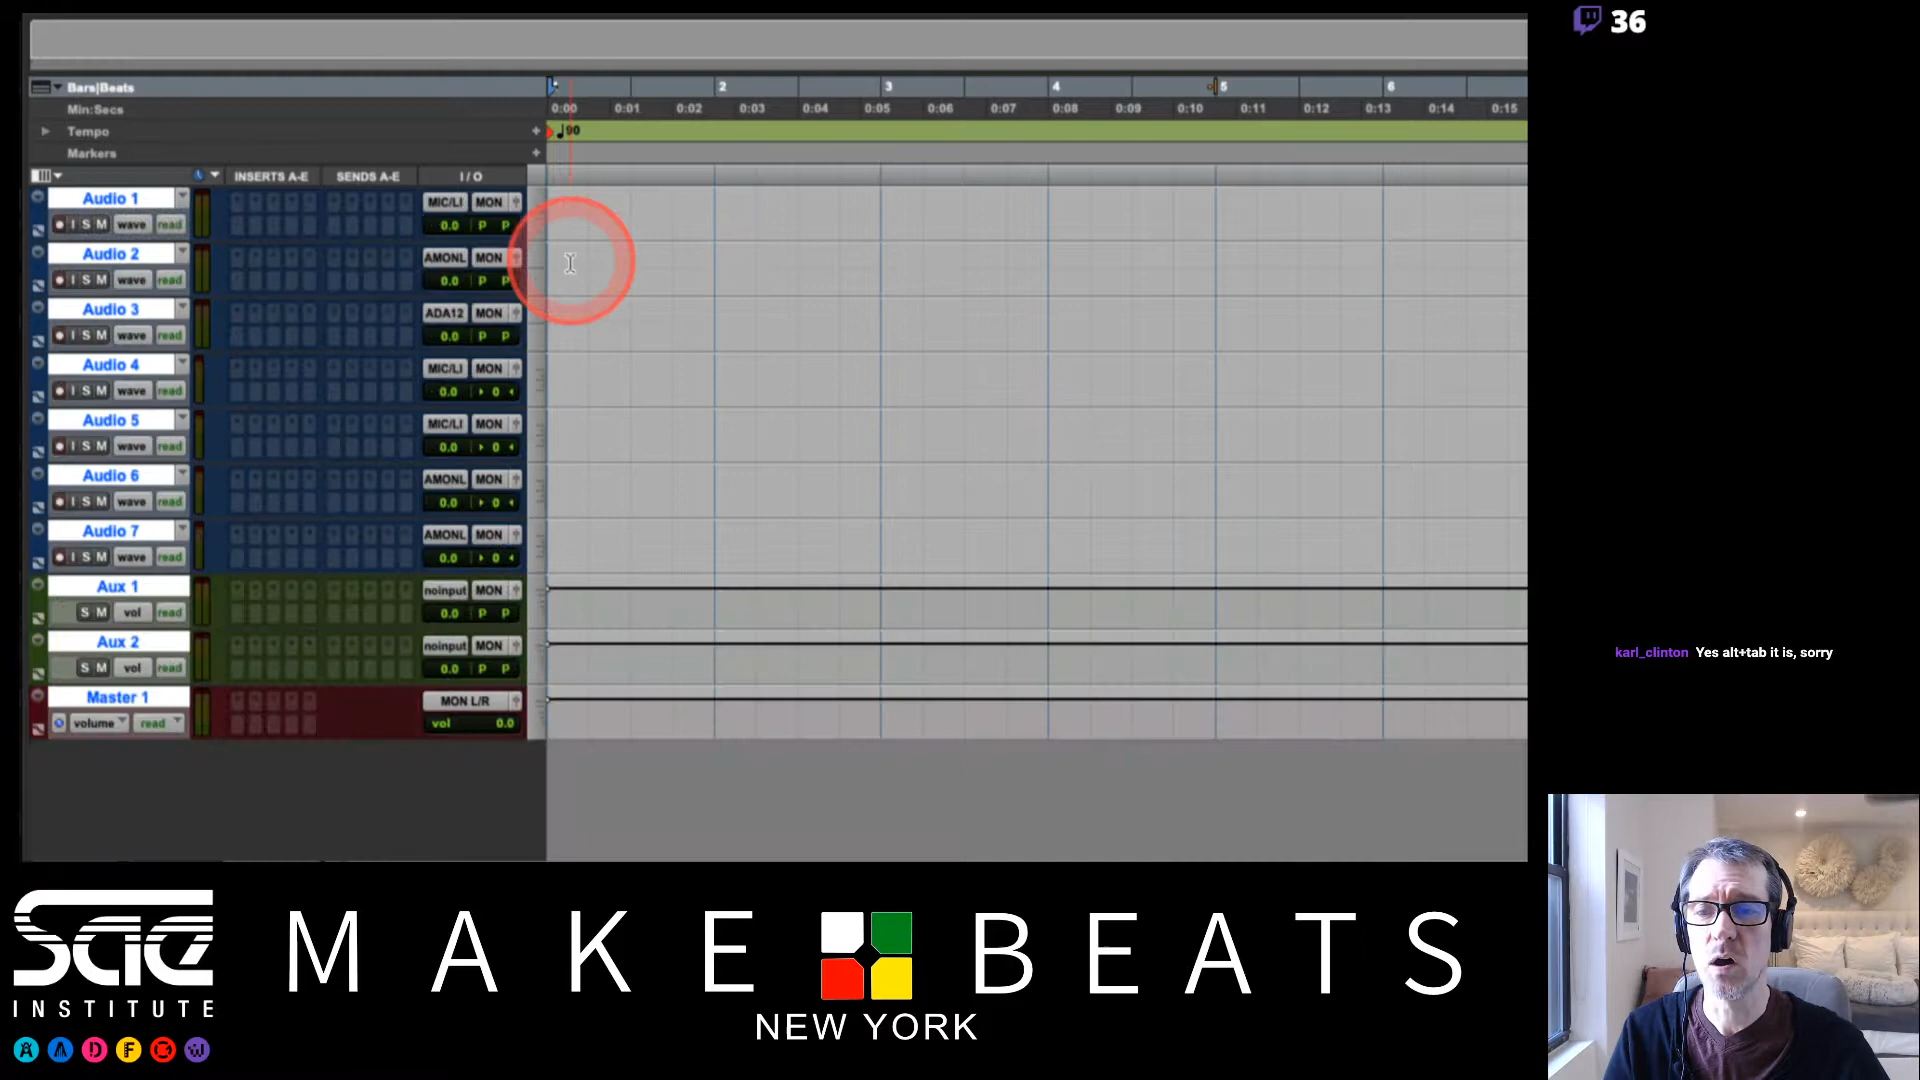 36
Bars|Beats
2 3 4 5 6
Min:Secs
0:00 0:01 0:02 0:03 0:04 0:05 0:06 0:07 0:08 0:09 0:10 0:11 0:12 0:13 0:14 0:15
Tempo
90
Markers
INSERTS A-E SENDS A-E I / O
Audio 1
MIC/LI MON
I S M wave read
0.0 P P
Audio 2
AMONL MON
I S M wave read
0.0 P P
Audio 3
ADA12 MON
I S M wave read
0.0 P P
Audio 4
MIC/LI MON
I S M wave read
0.0 0
Audio 5
MIC/LI MON
I S M wave read
0.0 0
Audio 6
AMONL MON
I S M wave read
0.0 0
Audio 7
AMONL MON
I S M wave read
0.0 0
Aux 1
noinput MON
S M vol read
0.0 P P
Aux 2
noinput MON
S M vol read
0.0 P P
Master 1
MON L/R
volume read
vol 0.0
karl_clinton Yes alt+tab it is, sorry
sae
INSTITUTE
A A D F W
MAKE BEATS
NEW YORK